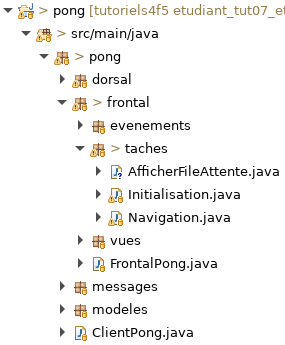 > pong [tutoriels4f5 etudiant_tut07_et
> src/main/java
> pong
dorsal
> frontal
evenements
> taches
AfficherFileAttente.java
Initialisation.java
Navigation.java
vues
FrontalPong.java
messages
modeles
ClientPong.java